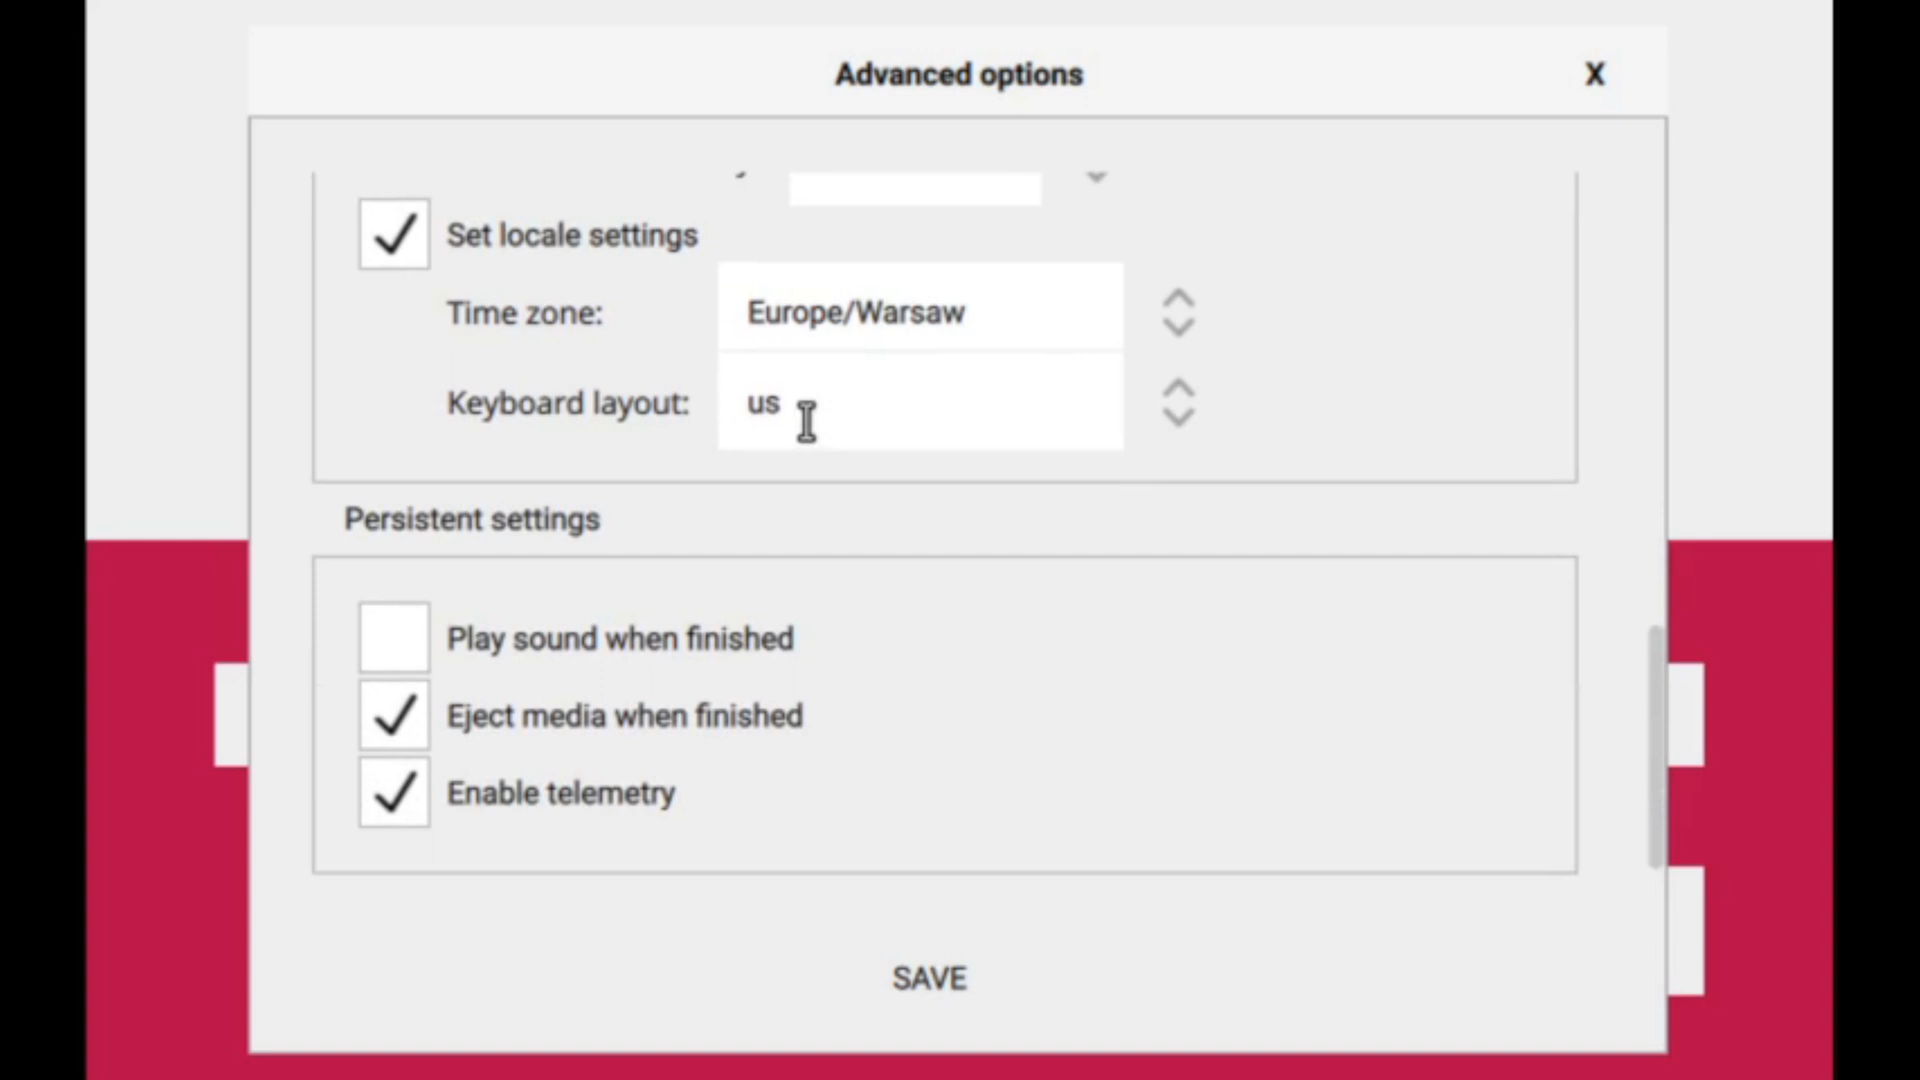 Advanced options X
Set locale settings
Time zone: Europe/Warsaw
Keyboard layout: us
Persistent settings
Play sound when finished
Eject media when finished
Enable telemetry
SAVE